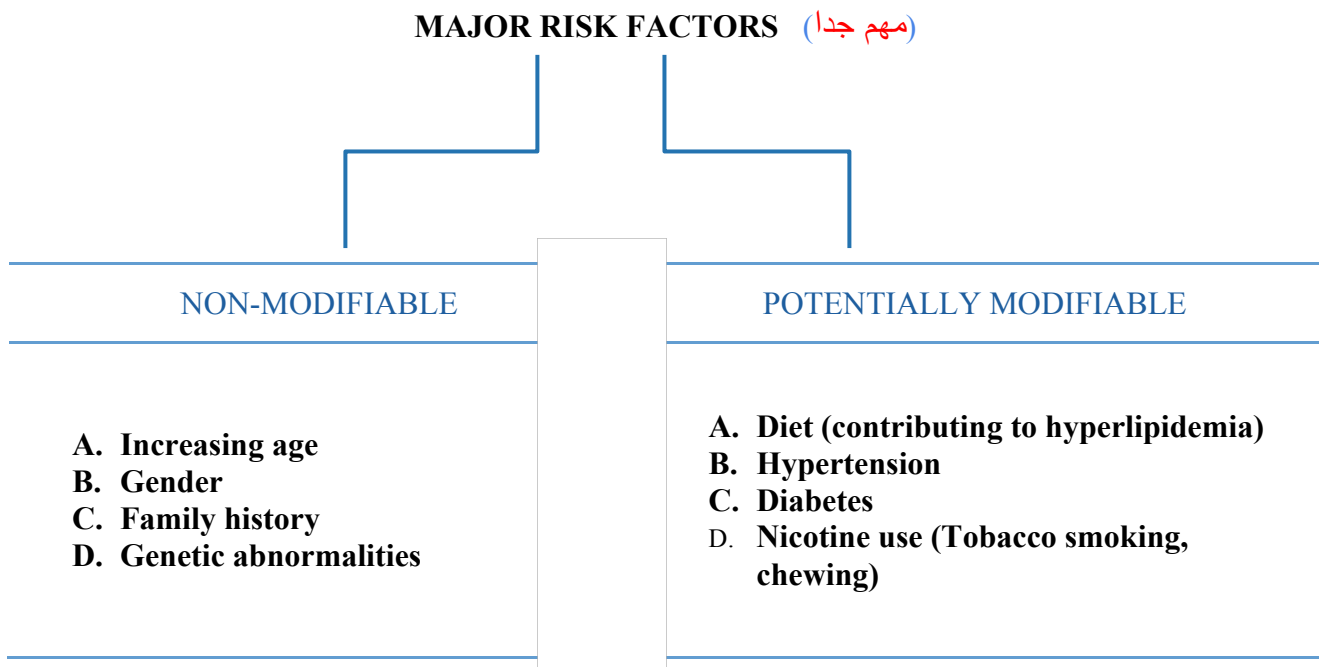 MAJOR RISK FACTORS (مهم جدا)
NON-MODIFIABLE
A. Increasing age
B. Gender
C. Family history
D. Genetic abnormalities
POTENTIALLY MODIFIABLE
A. Diet (contributing to hyperlipidemia)
B. Hypertension
C. Diabetes
D. Nicotine use (Tobacco smoking,
chewing)